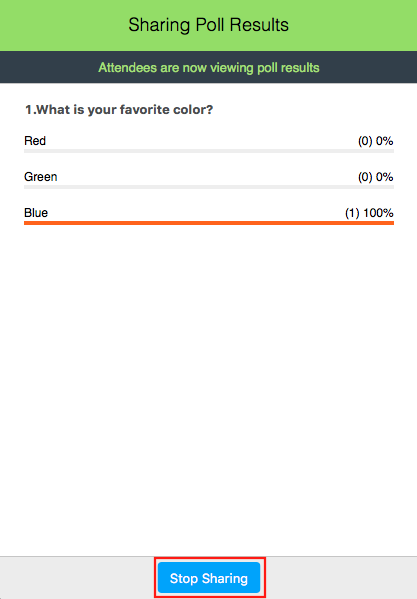 Sharing Poll Results
Attendees are now viewing poll results
1.What is your favorite color?
Red (0) 0%
Green (0) 0%
Blue (1) 100%
Stop Sharing